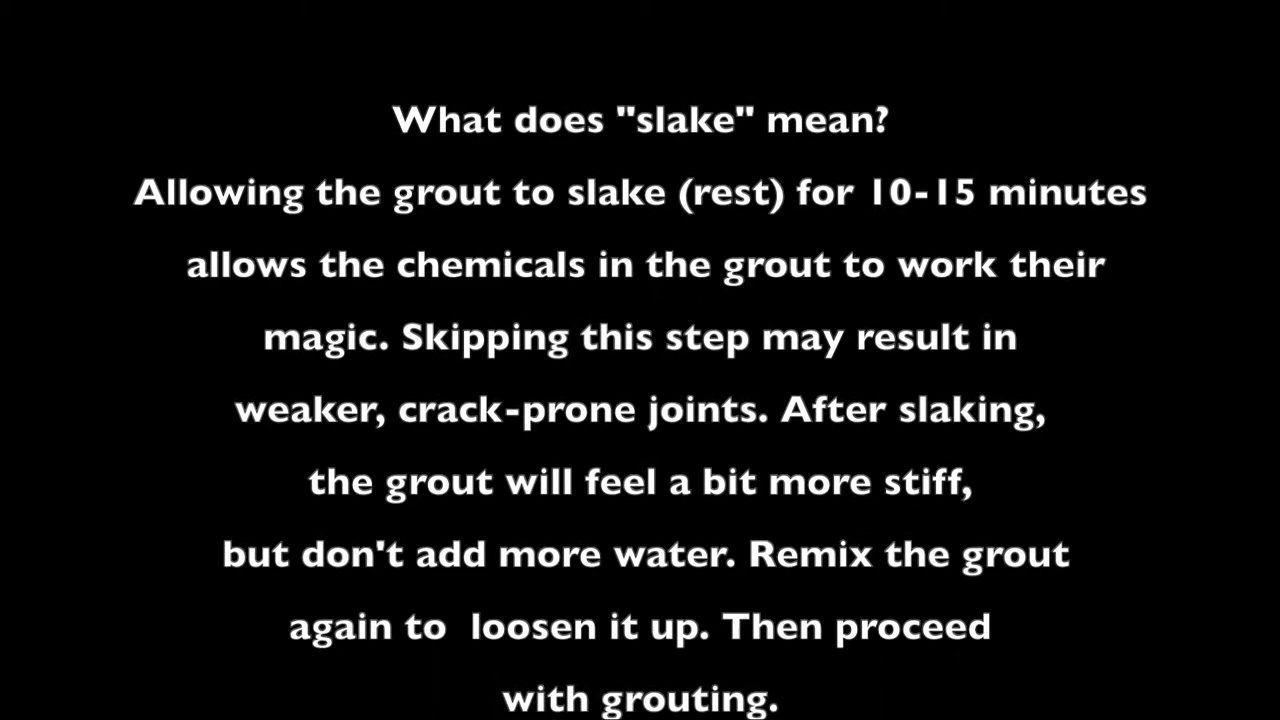 What does "slake" mean?
Allowing the grout to slake (rest) for 10-15 minutes
allows the chemicals in the grout to work their
magic. Skipping this step may result in
weaker, crack-prone joints. After slaking,
the grout will feel a bit more stiff,
but don't add more water. Remix the grout
again to  loosen it up. Then proceed
with grouting.